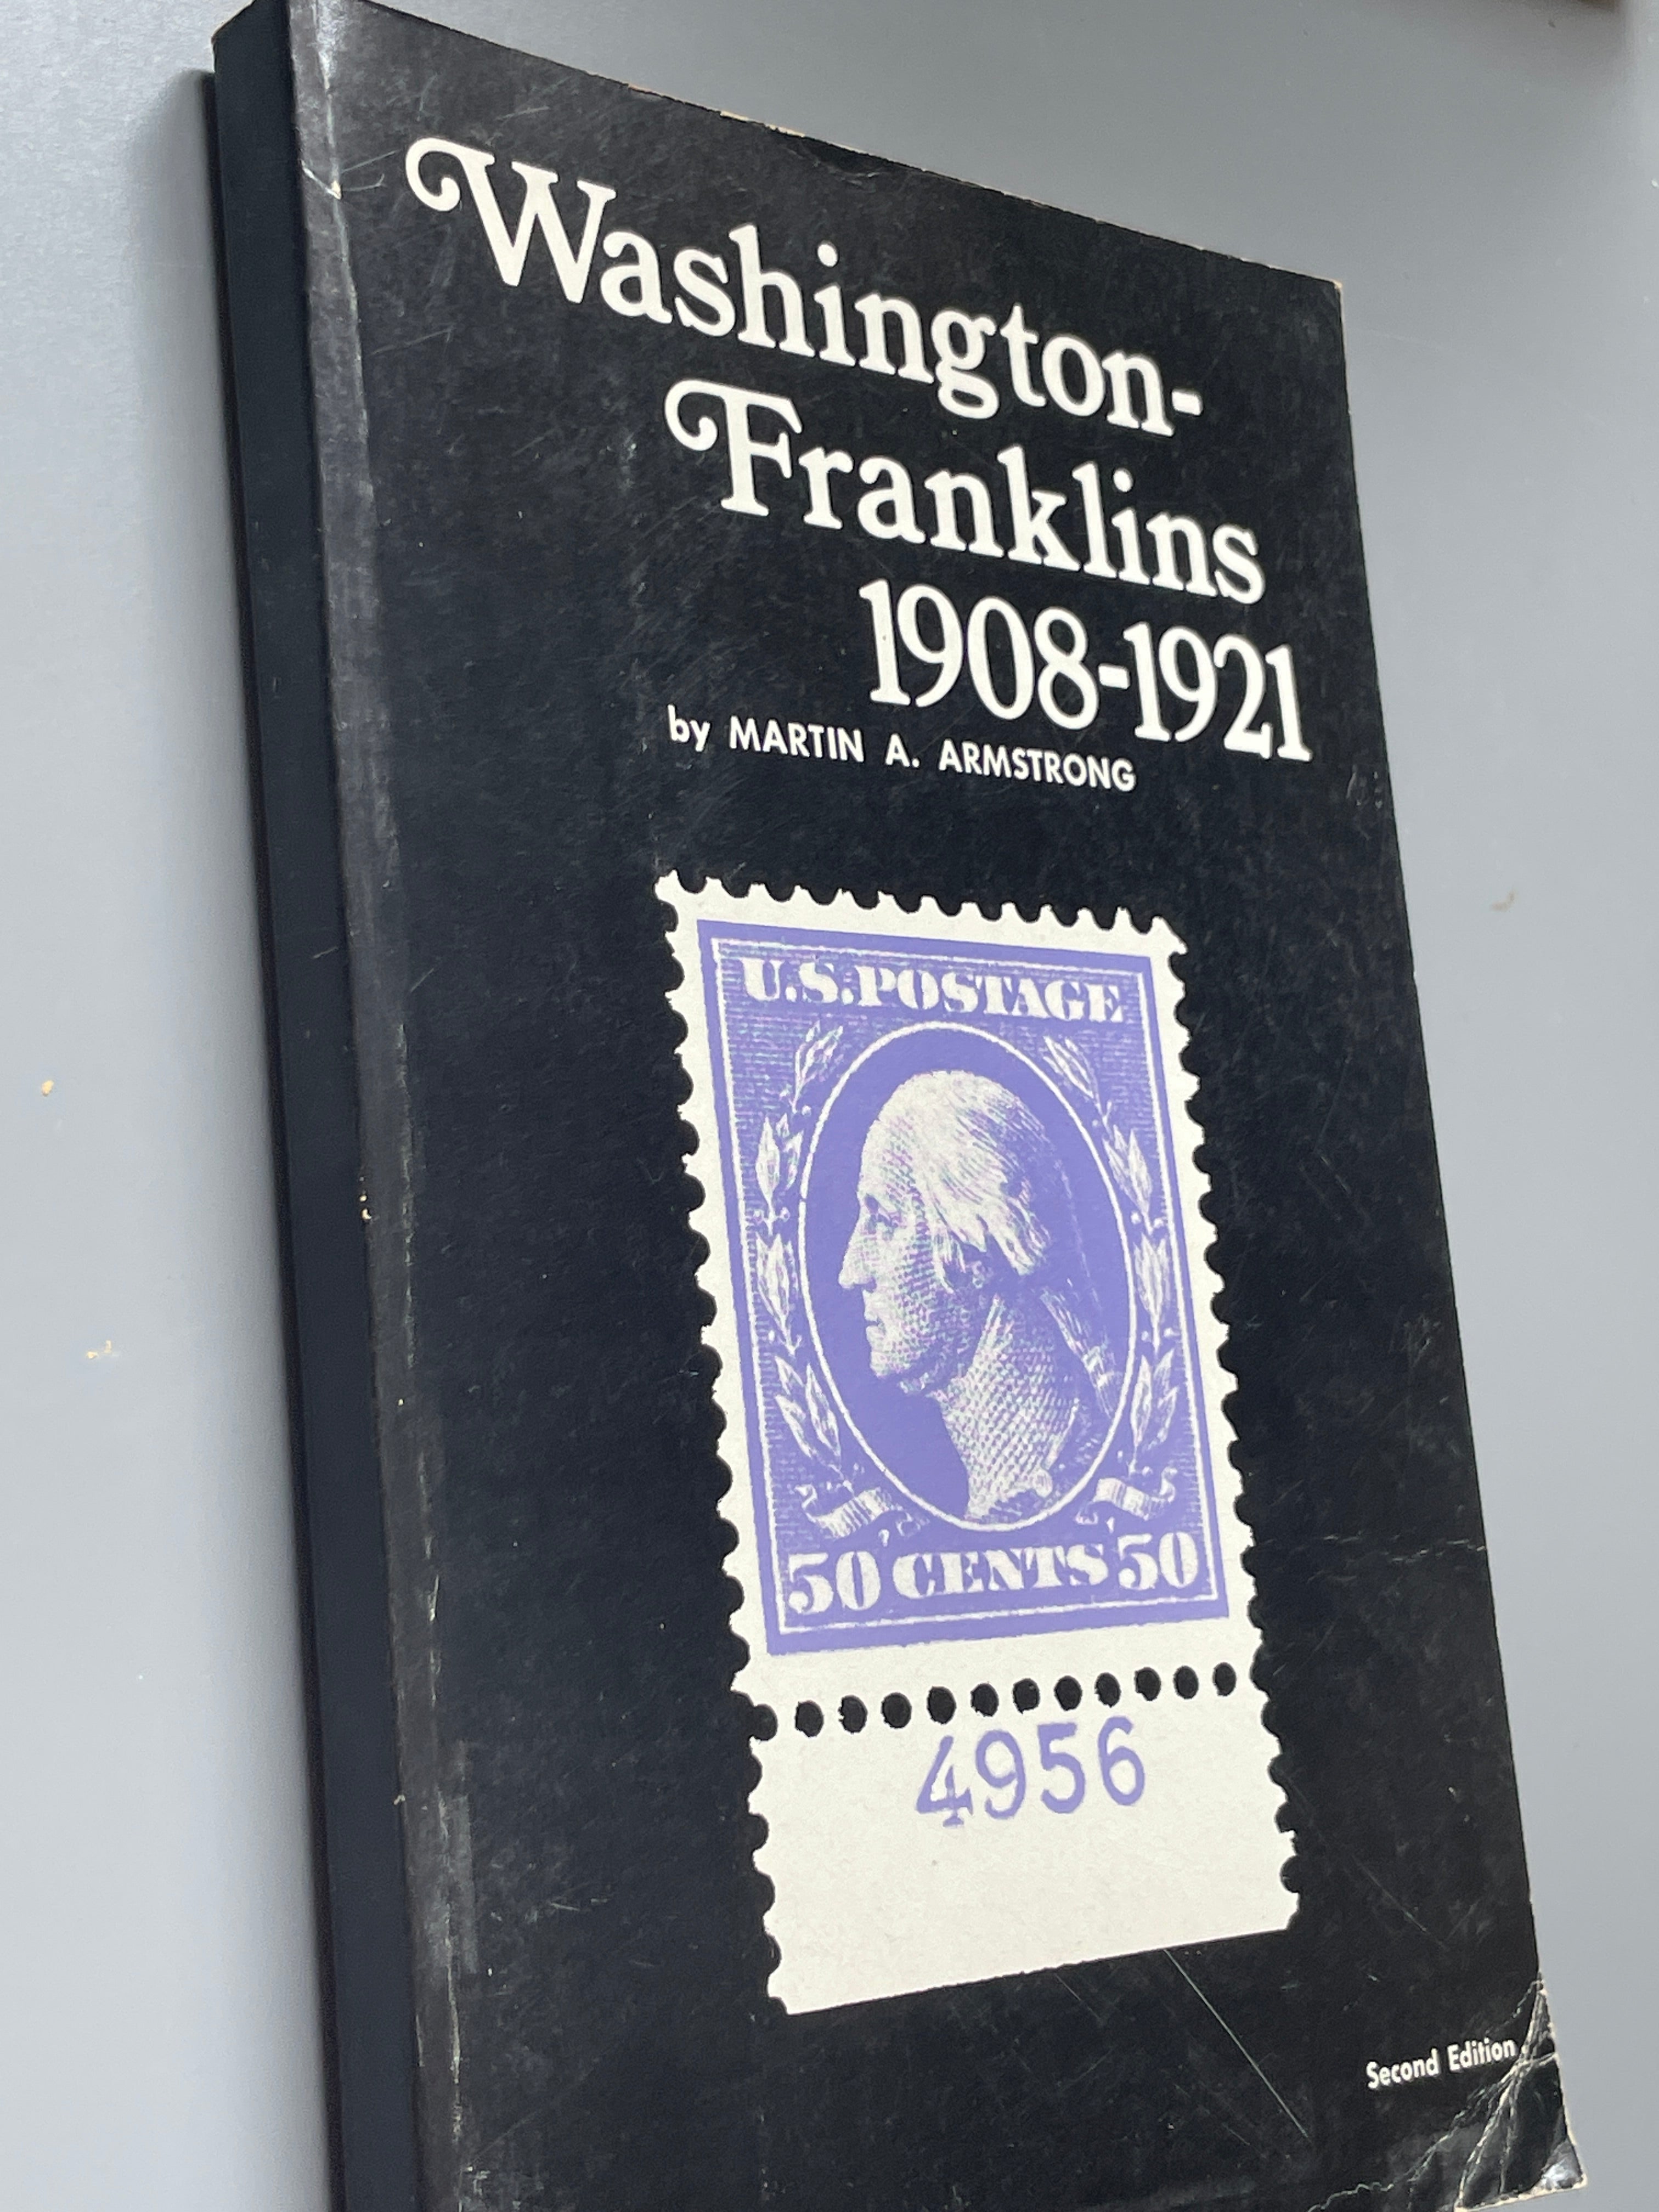 Washington-
Franklins
1908-1921
by MARTIN A. ARMSTRONG
U.S. POSTAGE
50 CENTS 50
4956
Second Edition